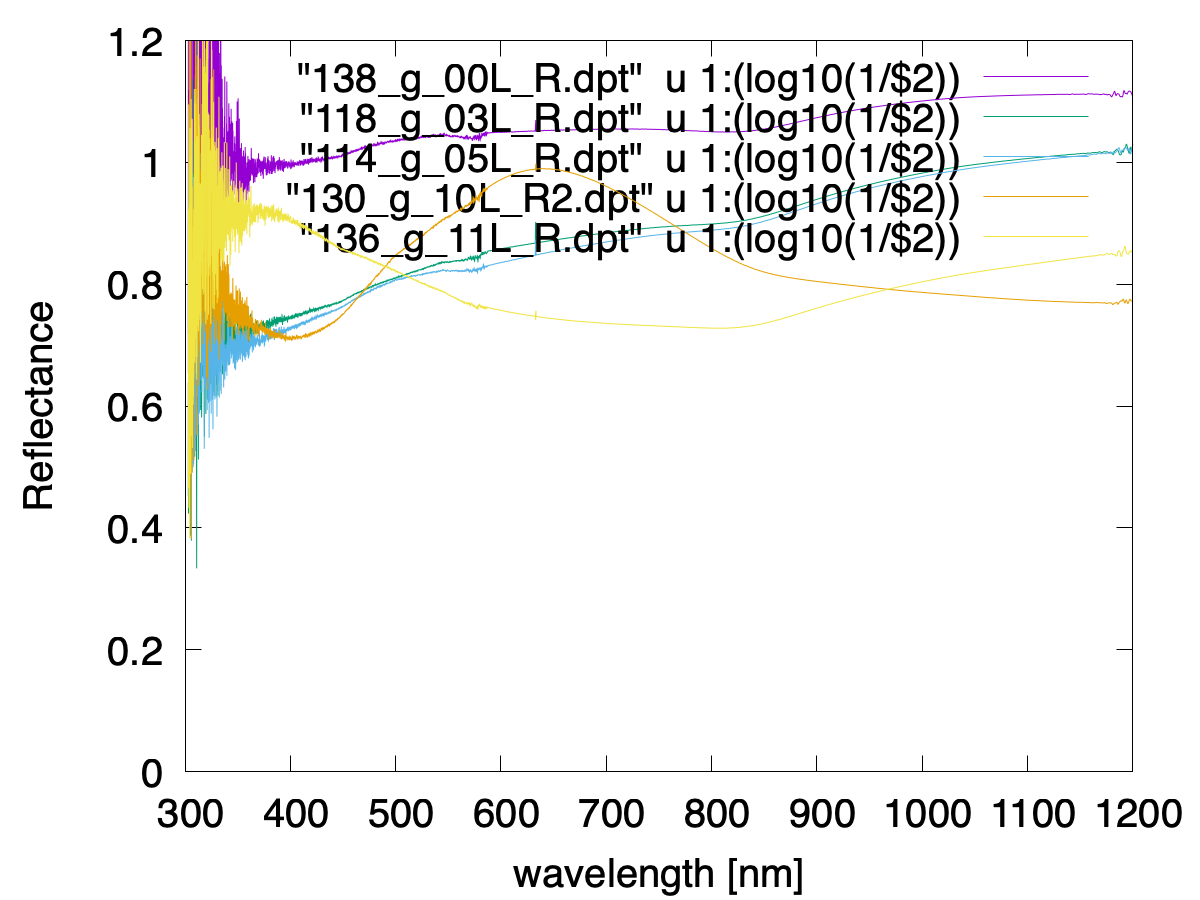 1.2
1
0.8
0.6
0.4
0.2
0
Reflectance
"138_g_00L_R.dpt" u 1:(log10(1/$2))
"118_g_03L_R.dpt" u 1:(log10(1/$2))
"114_g_05L_R.dpt" u 1:(log10(1/$2))
"130_g_10L_R2.dpt" u 1:(log10(1/$2))
"136_g_11L_R.dpt" u 1:(log10(1/$2))
300 400 500 600 700 800 900 1000 1100 1200
wavelength [nm]